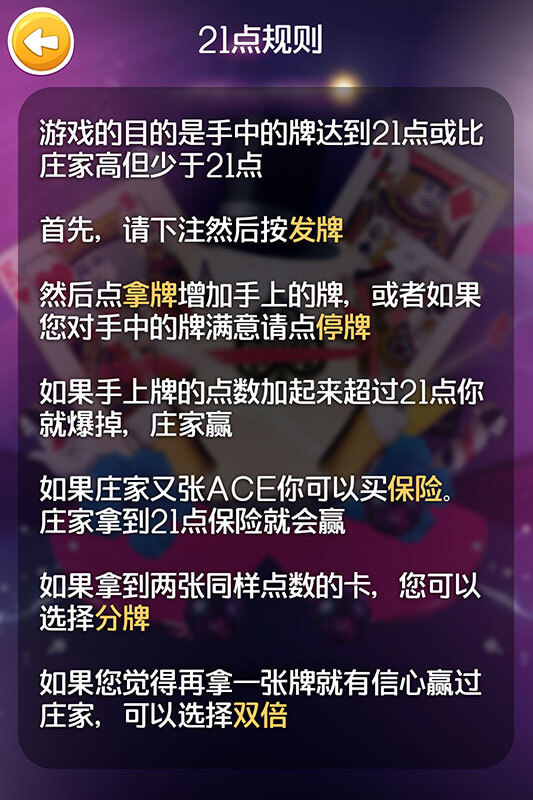 21点规则
游戏的目的是手中的牌达到21点或比
庄家高但少于21点
首先，请下注然后按发牌
然后点拿牌增加手上的牌，或者如果
您对手中的牌满意请点停牌
如果手上牌的点数加起来超过21点你
就爆掉，庄家赢
如果庄家又张ACE你可以买保险。
庄家拿到21点保险就会赢
如果拿到两张同样点数的卡，您可以
选择分牌
如果您觉得再拿一张牌就有信心赢过
庄家，可以选择双倍